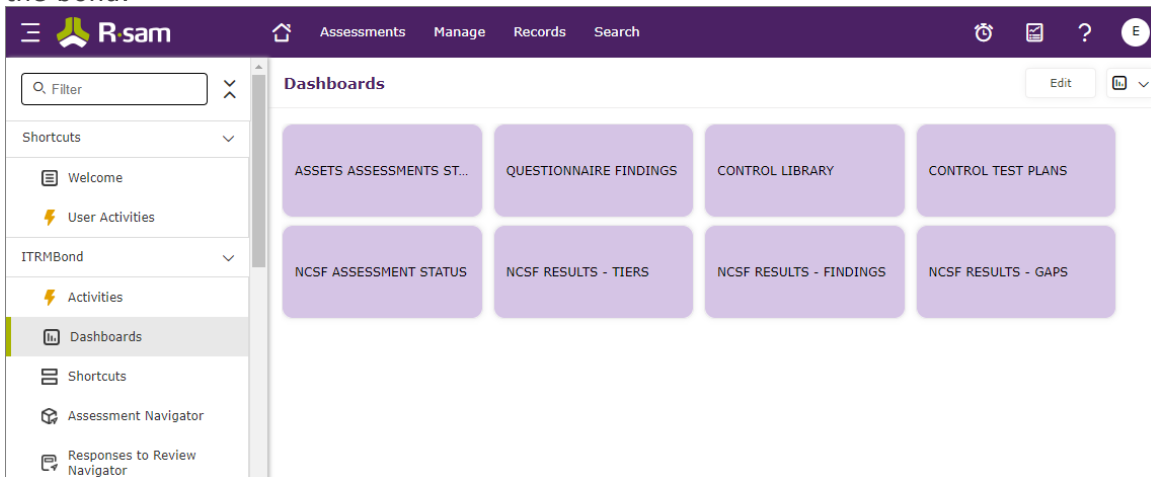 the bond.
R·sam
Assessments Manage Records Search
?
E
Filter
Dashboards
Edit
Shortcuts
Welcome
User Activities
ITRMBond
Activities
Dashboards
Shortcuts
Assessment Navigator
Responses to Review
Navigator
ASSETS ASSESSMENTS ST...
QUESTIONNAIRE FINDINGS
CONTROL LIBRARY
CONTROL TEST PLANS
NCSF ASSESSMENT STATUS
NCSF RESULTS - TIERS
NCSF RESULTS - FINDINGS
NCSF RESULTS - GAPS